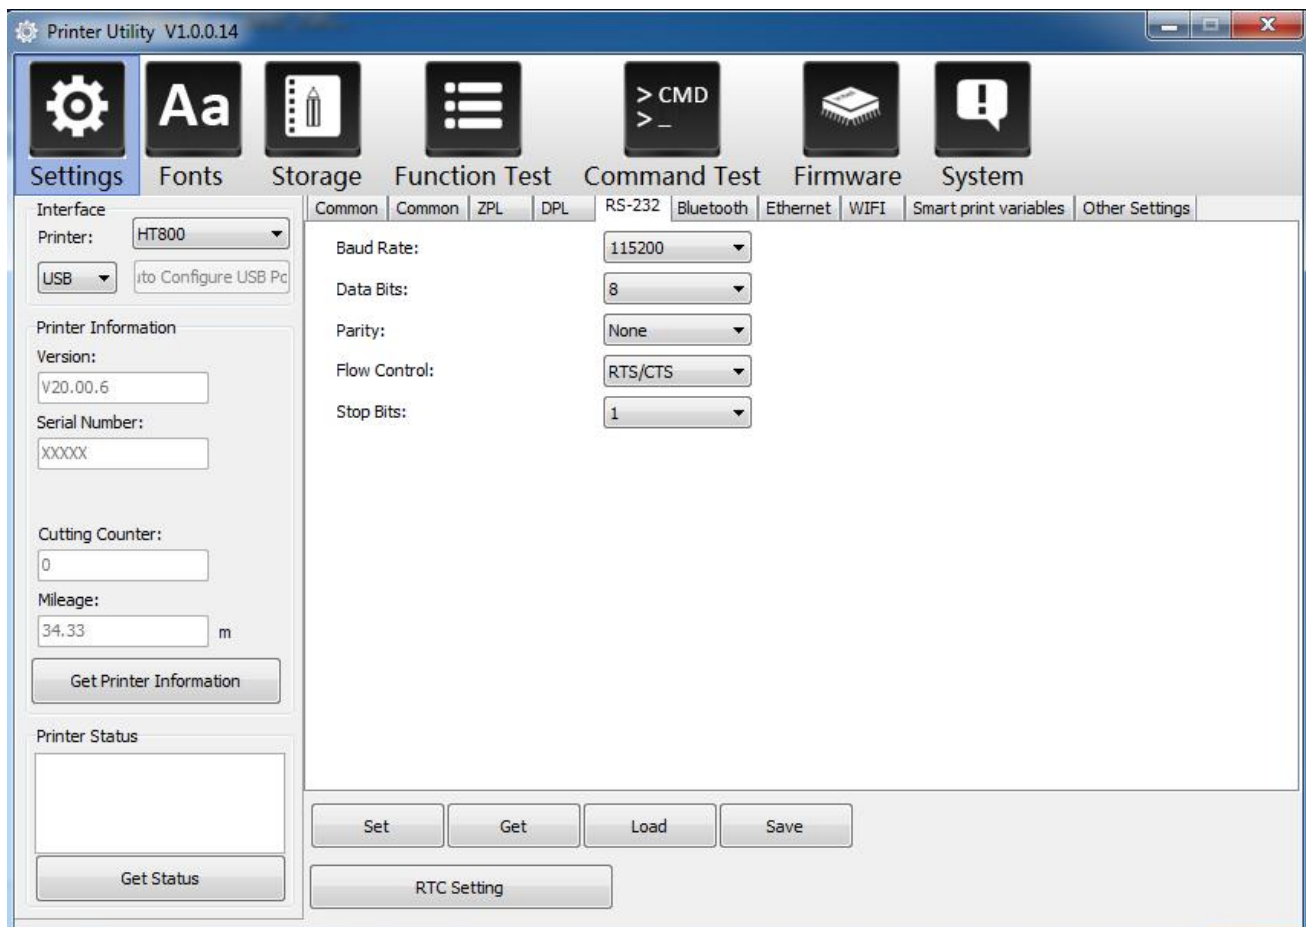 Printer Utility V1.0.0.14
Aa
> CMD
> _
Settings Fonts Storage Function Test Command Test Firmware System
Interface
Printer: HT800
USB ito Configure USB Pc
Printer Information
Version:
V20.00.6
Serial Number:
XXXXX
Cutting Counter:
0
Mileage:
34.33 m
Get Printer Information
Printer Status
Get Status
Common Common ZPL DPL RS-232 Bluetooth Ethernet WIFI Smart print variables Other Settings
Baud Rate: 115200
Data Bits: 8
Parity: None
Flow Control: RTS/CTS
Stop Bits: 1
Set Get Load Save
RTC Setting